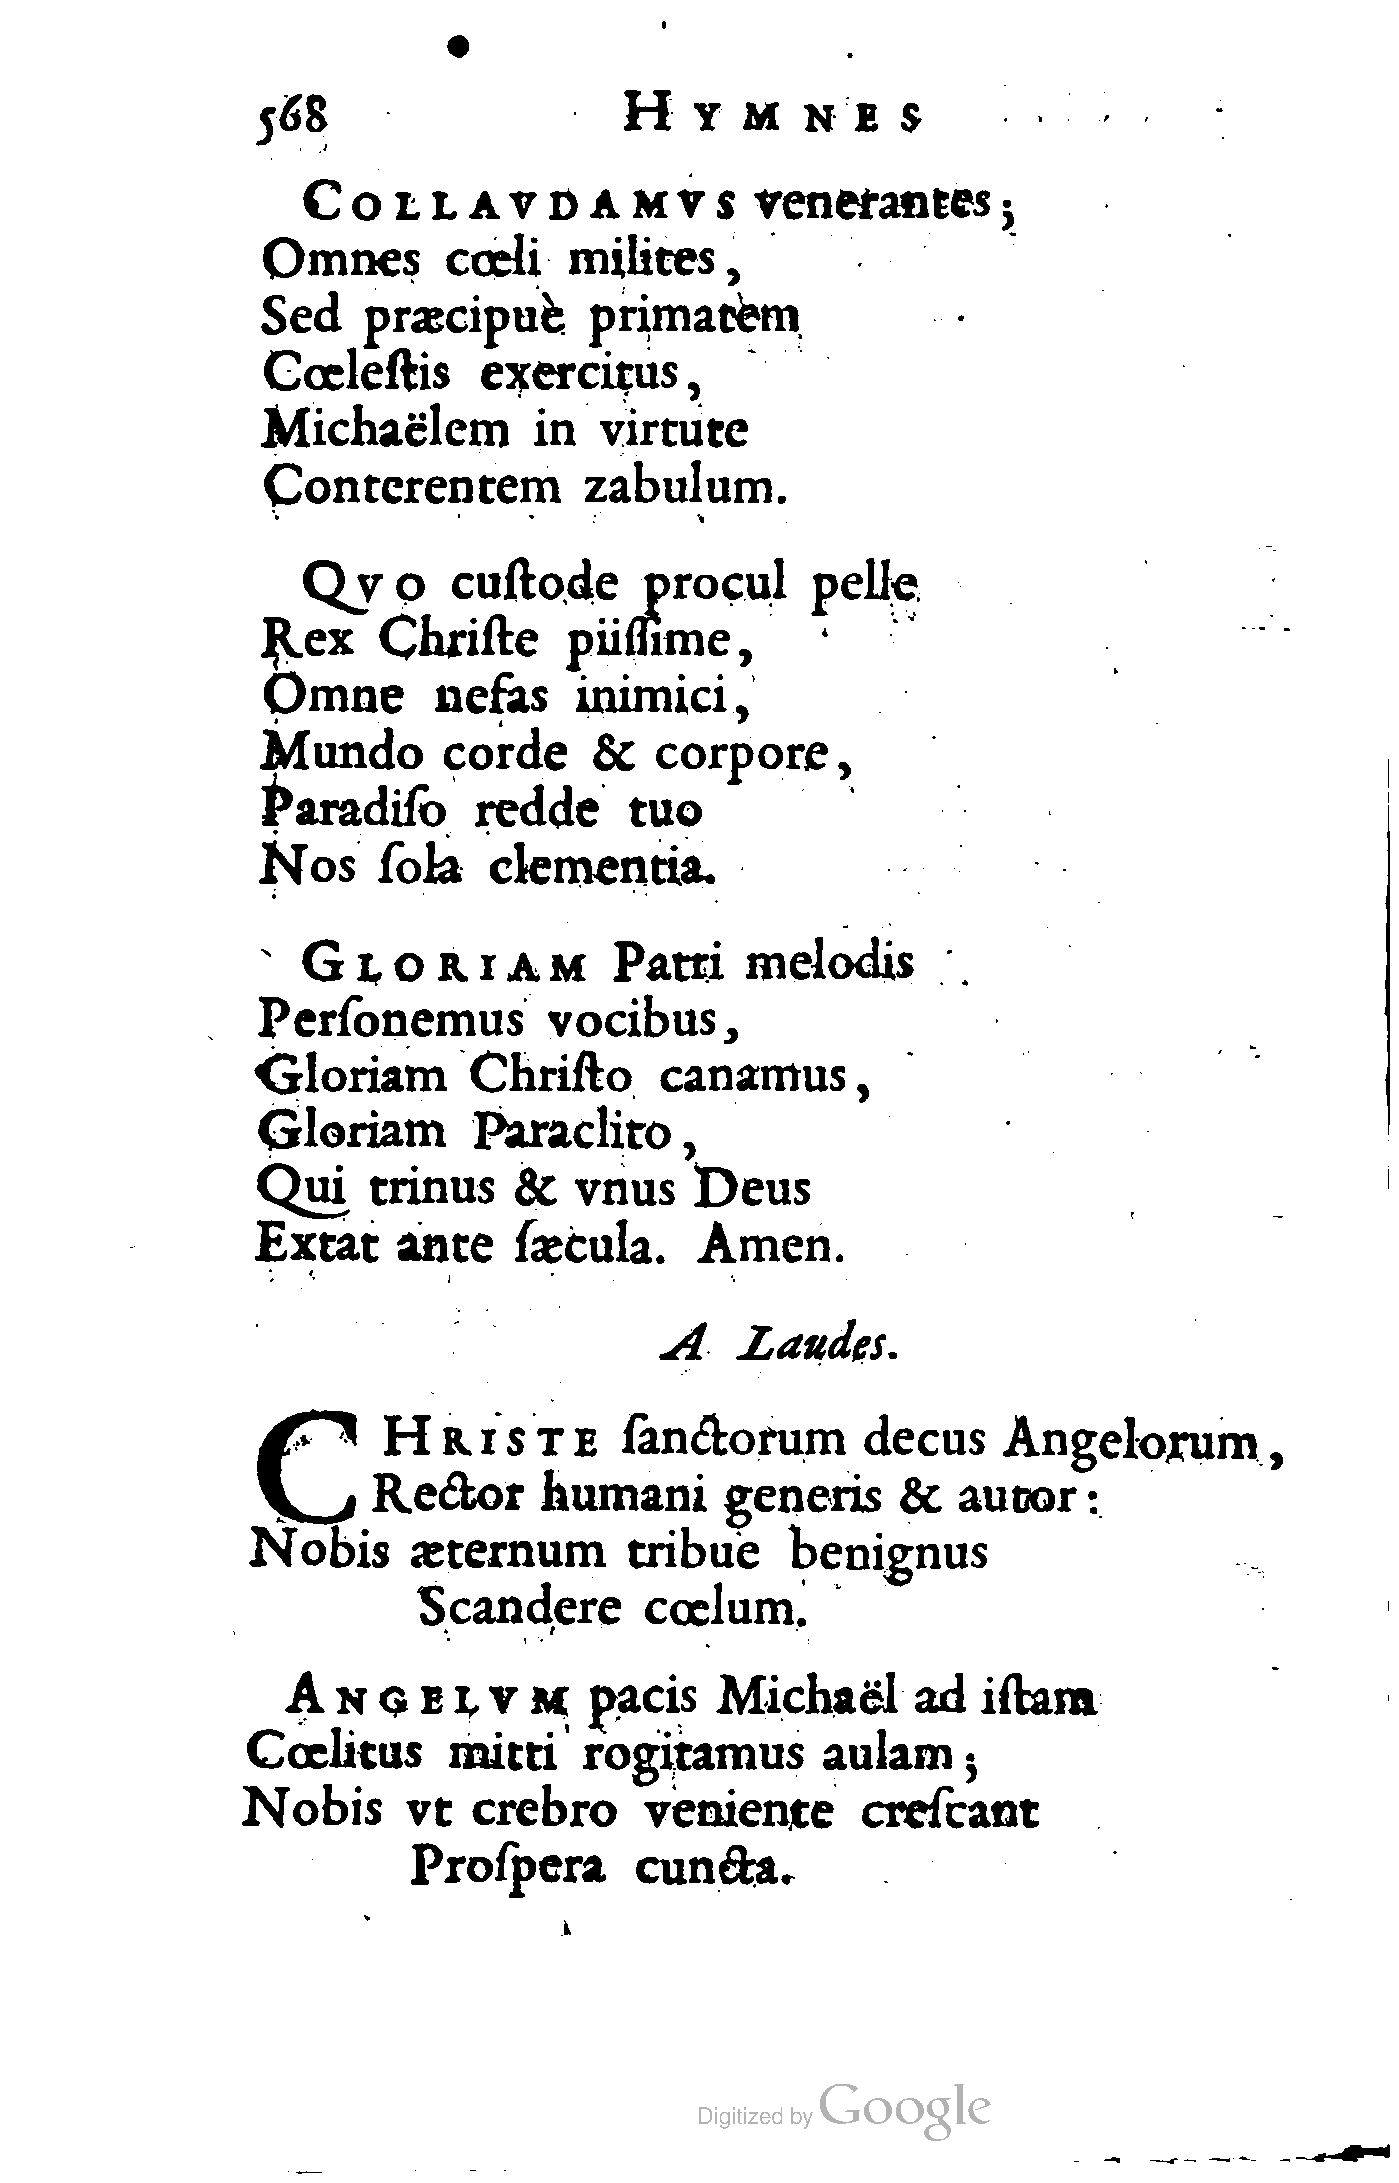 568 HYMNES
COLLAVDAMVS venerantes;
Omnes cœli milites,
Sed præcipuè primatem
Cœleſtis exercitus,
Michaëlem in virtute
Conterentem zabulum.
QVO cuſtode procul pelle
Rex Chriſte piiſſime,
Omne nefas inimici,
Mundo corde & corpore,
Paradiſo redde tuo
Nos ſola clementia.
GLORIAM Patri melodis
Perſonemus vocibus,
Gloriam Chriſto canamus,
Gloriam Paraclito,
Qui trinus & vnus Deus
Extat ante ſæcula. Amen.
A Laudes.
CHRISTE ſanctorum decus Angelorum,
Rector humani generis & autor:
Nobis æternum tribue benignus
Scandere cœlum.
ANGELVM pacis Michaël ad iſtam
Cœlitus mitti rogitamus aulam;
Nobis vt crebro veniente creſcant
Proſpera cuncta.
Digitized by Google